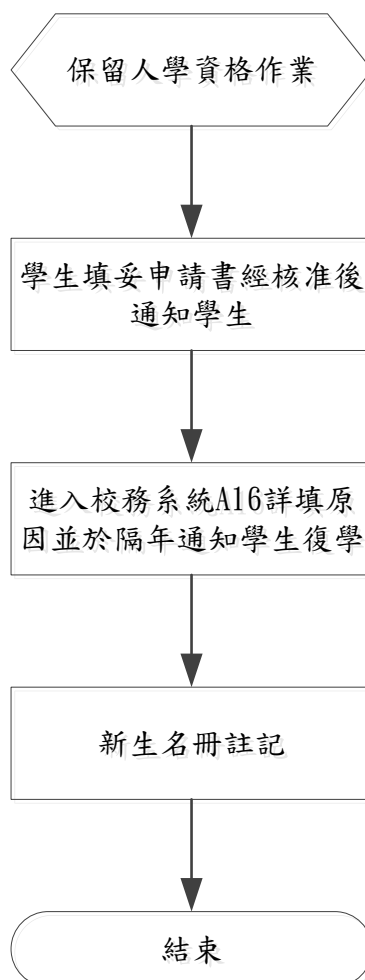 保留入學資格作業
學生填妥申請書經核准後
通知學生
進入校務系統A16詳填原
因並於隔年通知學生復學
新生名冊註記
結束